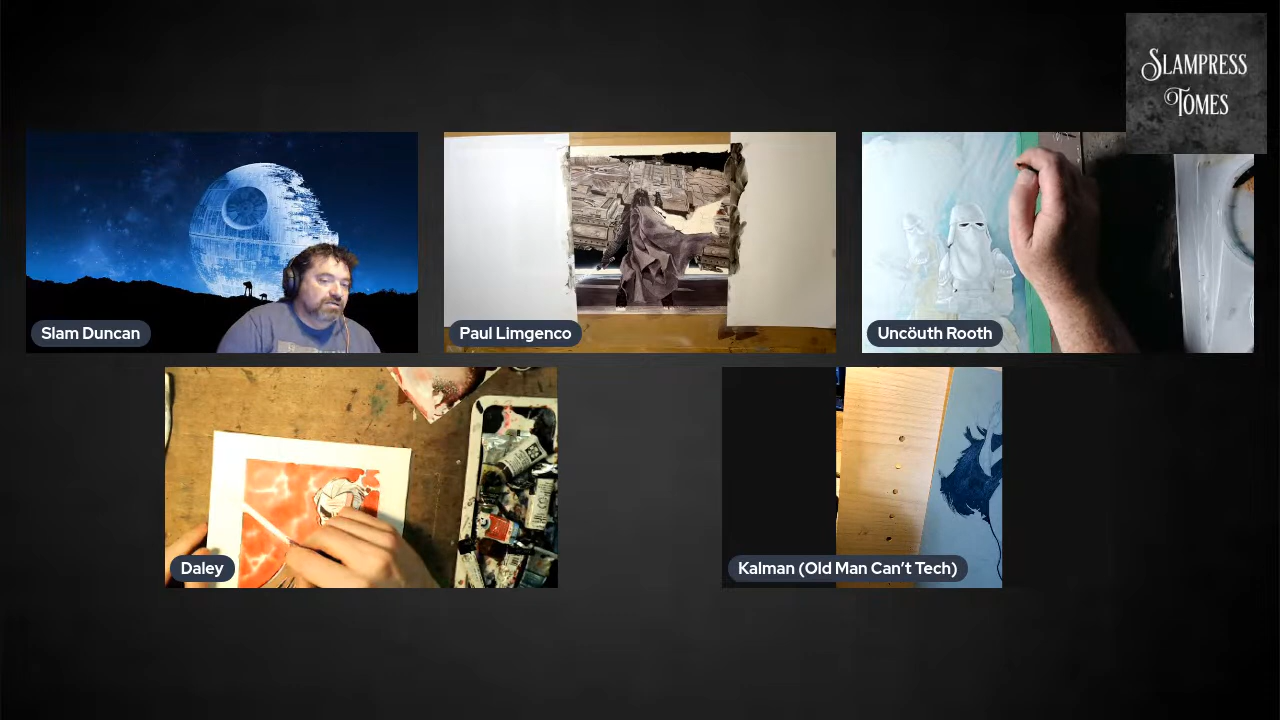 Slampress
Tomes
Slam Duncan
Paul Limgenco
Uncöuth Rooth
Daley
Kalman (Old Man Can't Tech)